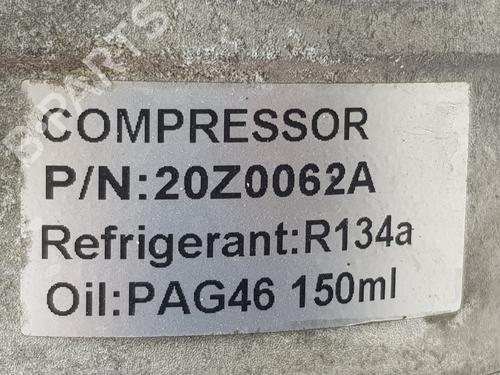 COMPRESSOR
P/N:20Z0062A
Refrigerant:R134a
Oil:PAG46 150ml